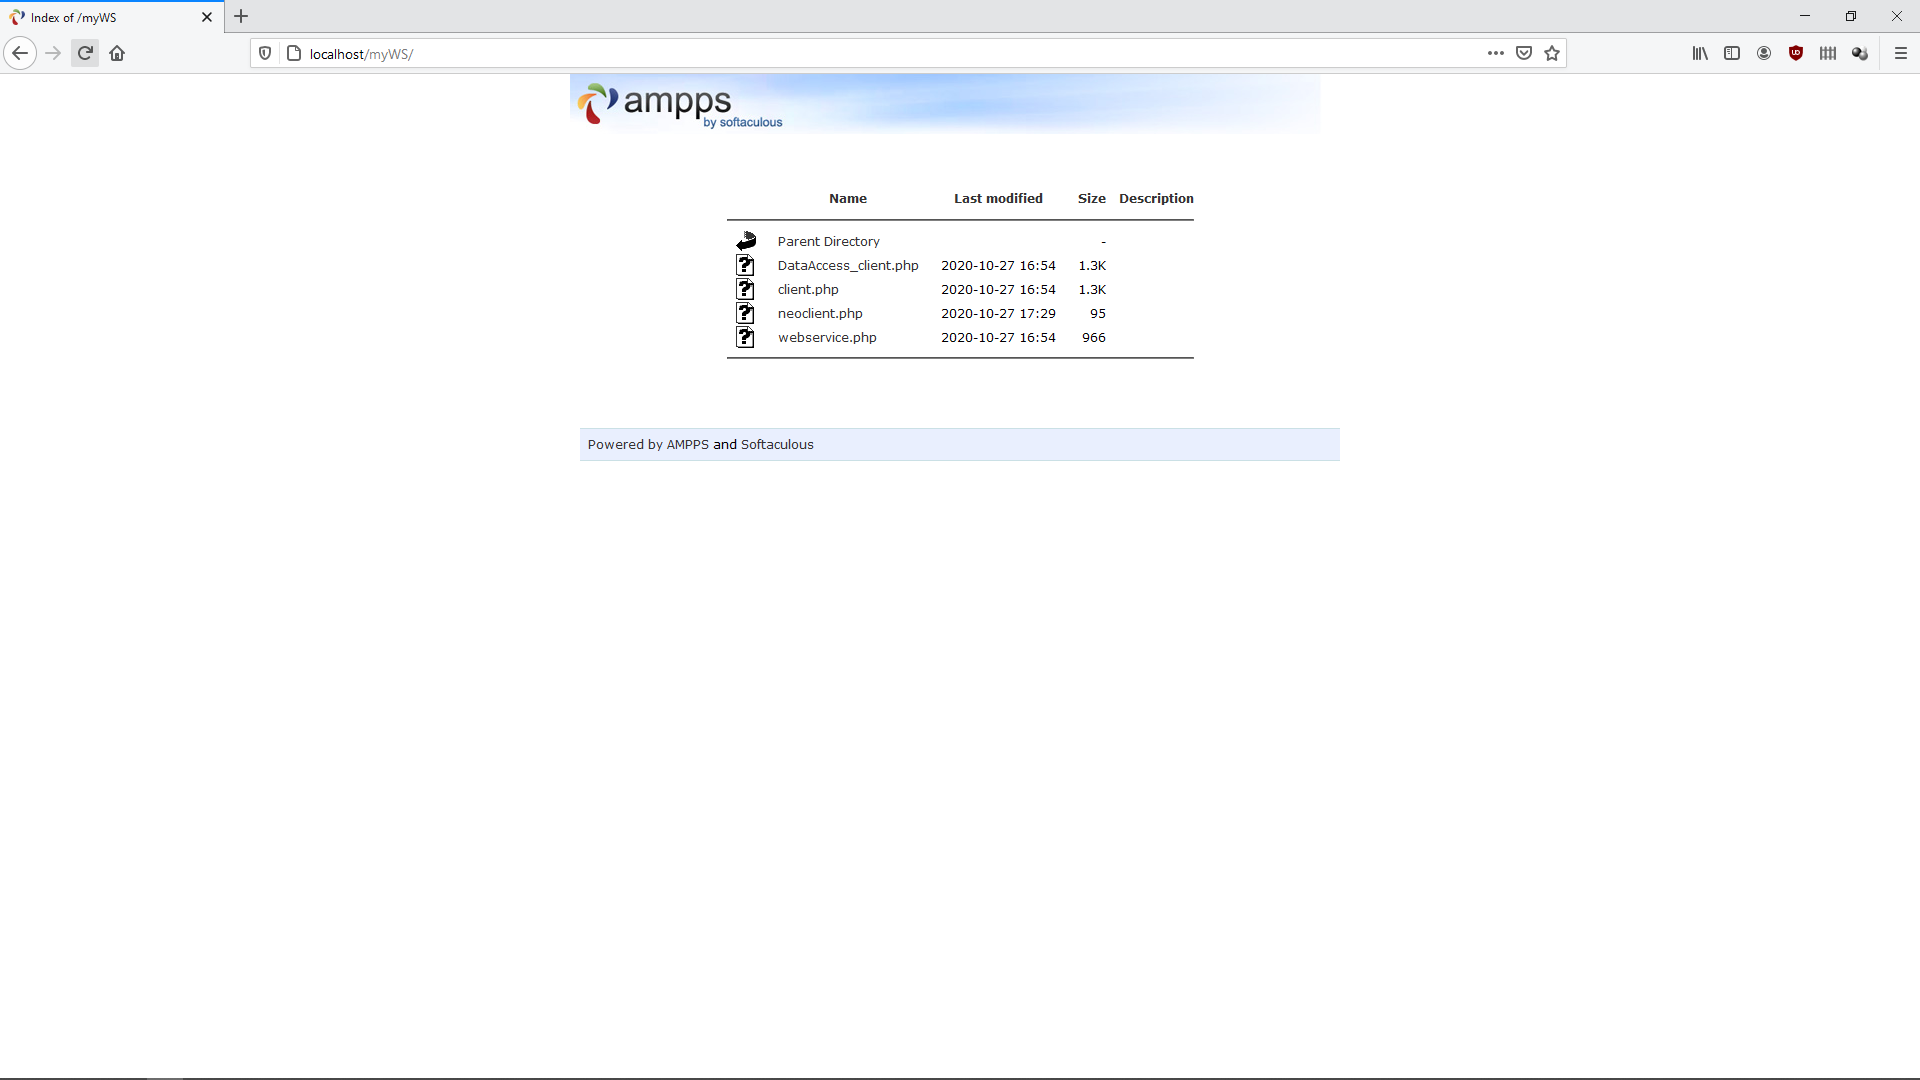 Index of /myWS
localhost/myWS/
ampps
by softaculous
Name Last modified Size Description
Parent Directory -
DataAccess_client.php 2020-10-27 16:54 1.3K
client.php 2020-10-27 16:54 1.3K
neoclient.php 2020-10-27 17:29 95
webservice.php 2020-10-27 16:54 966
Powered by AMPPS and Softaculous